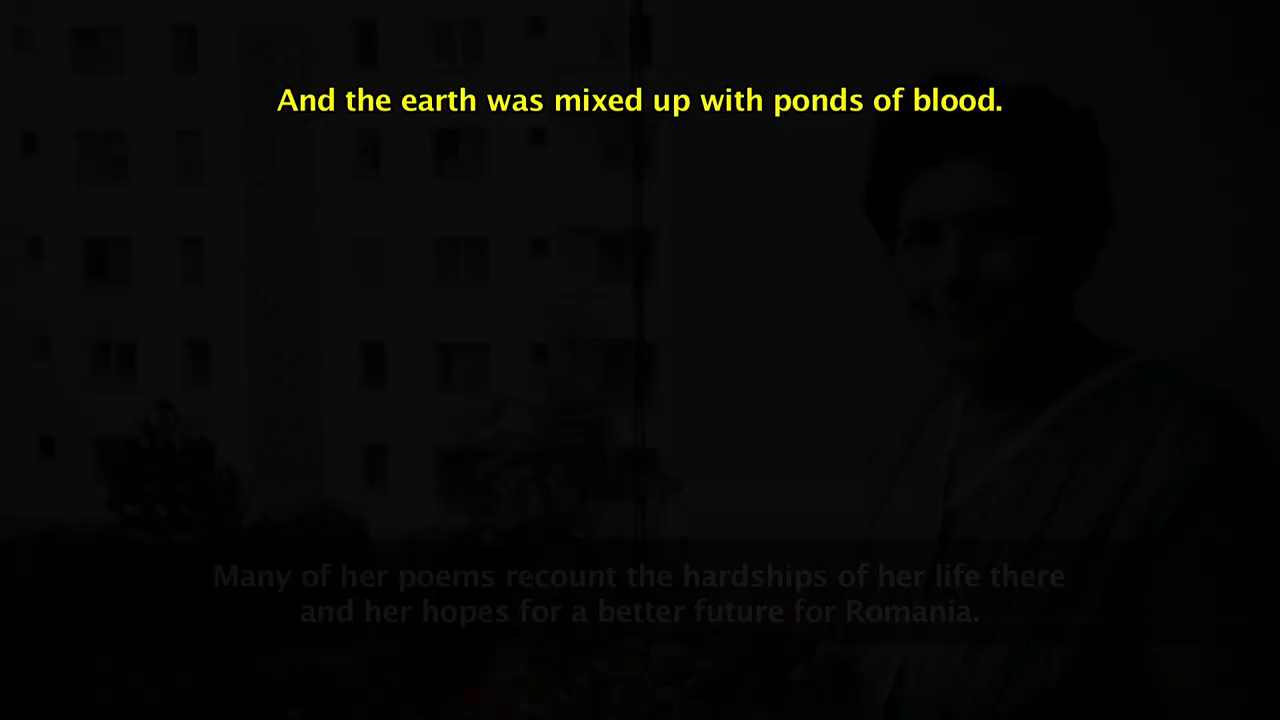 And the earth was mixed up with ponds of blood.
Many of her poems recount the hardships of her life there
and her hopes for a better future for Romania.